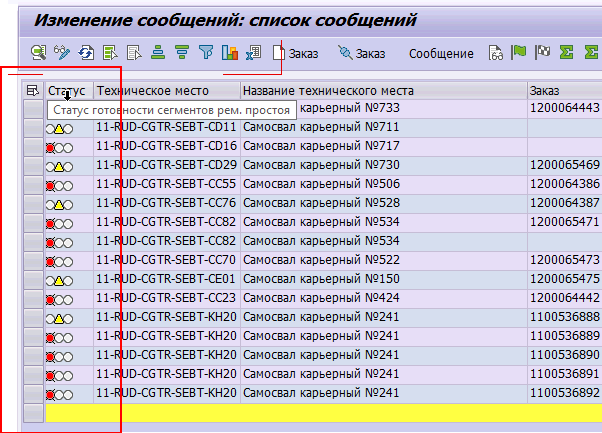 Изменение сообщений: список сообщений
Заказ Заказ Сообщение
Статус Техническое место Название технического места Заказ
Статус готовности сегментов рем. простоя карьерный №733 1200064443
11-RUD-CGTR-SEBT-CD11 Самосвал карьерный №711
11-RUD-CGTR-SEBT-CD16 Самосвал карьерный №717
11-RUD-CGTR-SEBT-CD29 Самосвал карьерный №730 1200065469
11-RUD-CGTR-SEBT-CC55 Самосвал карьерный №506 1200064386
11-RUD-CGTR-SEBT-CC76 Самосвал карьерный №528 1200064387
11-RUD-CGTR-SEBT-CC82 Самосвал карьерный №534 1200065471
11-RUD-CGTR-SEBT-CC82 Самосвал карьерный №534
11-RUD-CGTR-SEBT-CC70 Самосвал карьерный №522 1200065473
11-RUD-CGTR-SEBT-CE01 Самосвал карьерный №150 1200065475
11-RUD-CGTR-SEBT-CC23 Самосвал карьерный №424 1200064442
11-RUD-CGTR-SEBT-KH20 Самосвал карьерный №241 1100536888
11-RUD-CGTR-SEBT-KH20 Самосвал карьерный №241 1100536889
11-RUD-CGTR-SEBT-KH20 Самосвал карьерный №241 1100536890
11-RUD-CGTR-SEBT-KH20 Самосвал карьерный №241 1100536891
11-RUD-CGTR-SEBT-KH20 Самосвал карьерный №241 1100536892